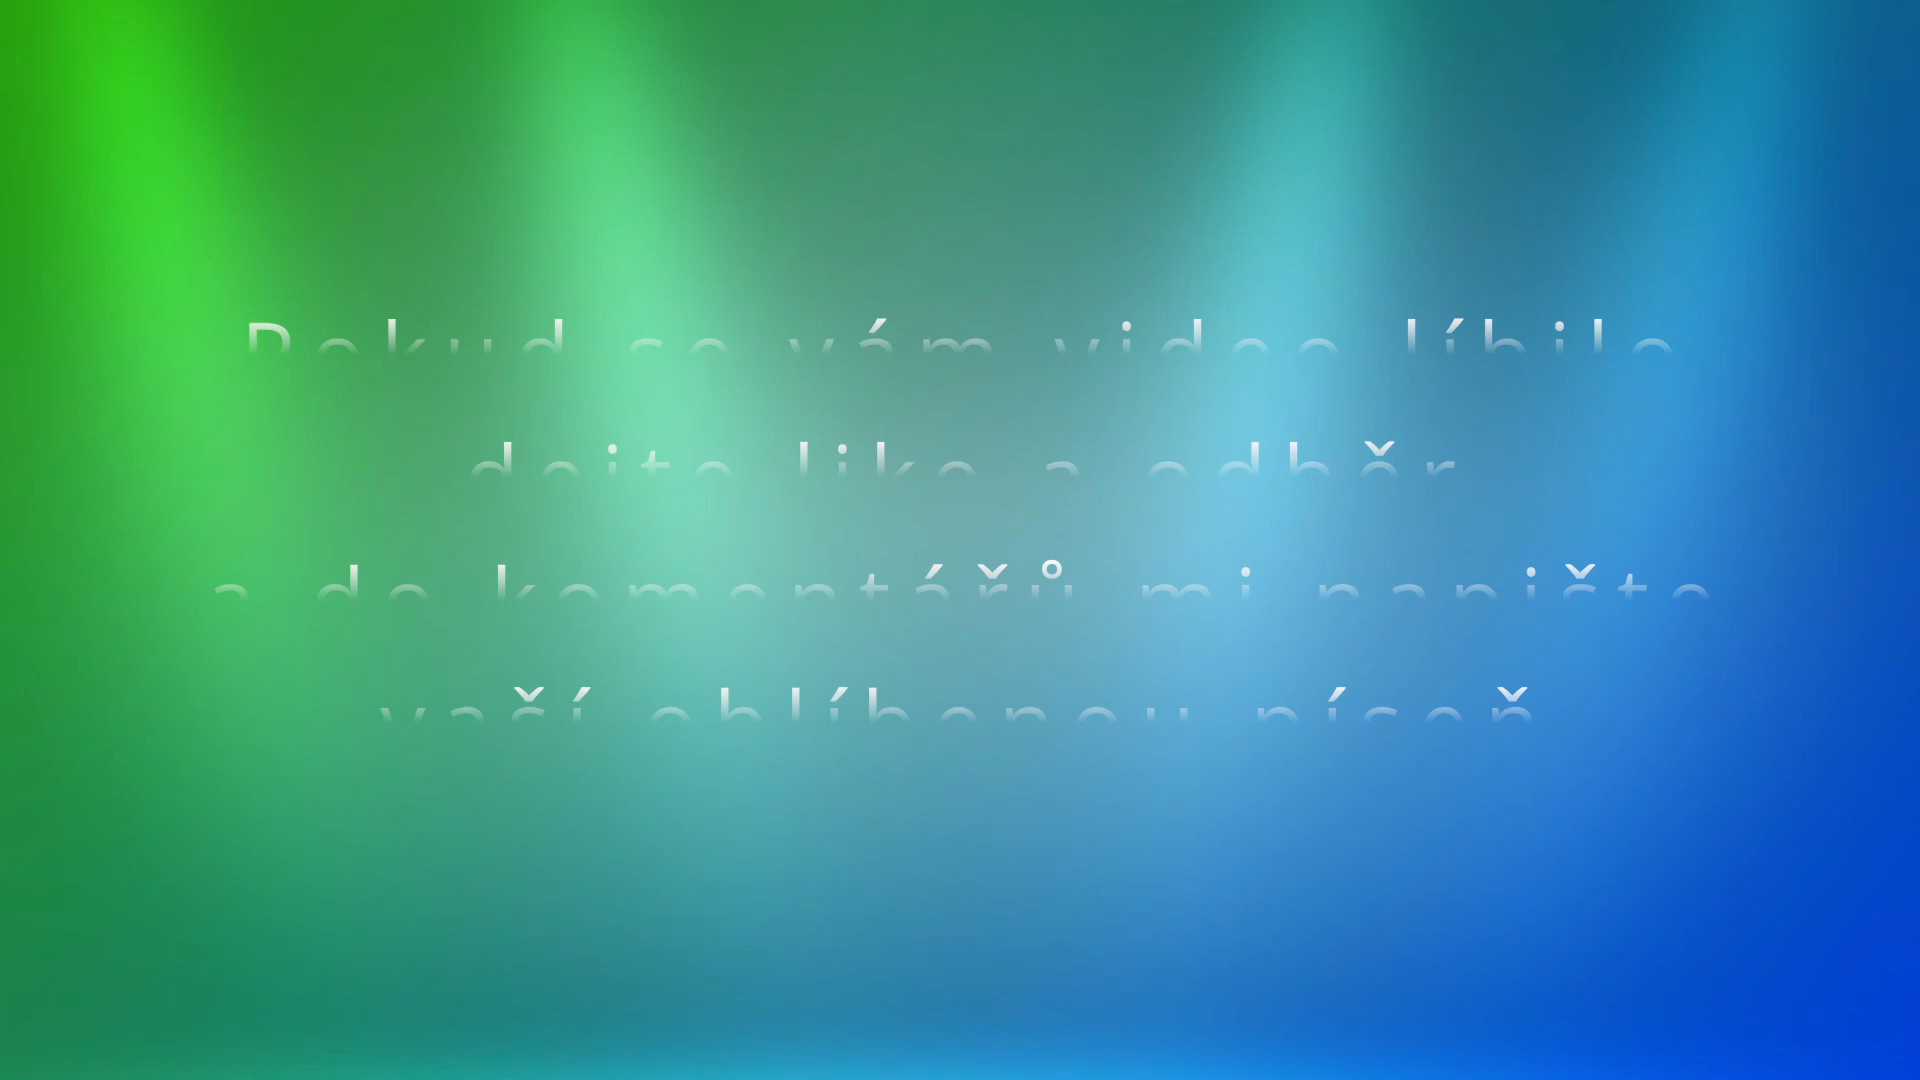 Pokud se vám video líbilo
dejte like a odběr
a do komentářů mi napište
vaší oblíbenou píseň